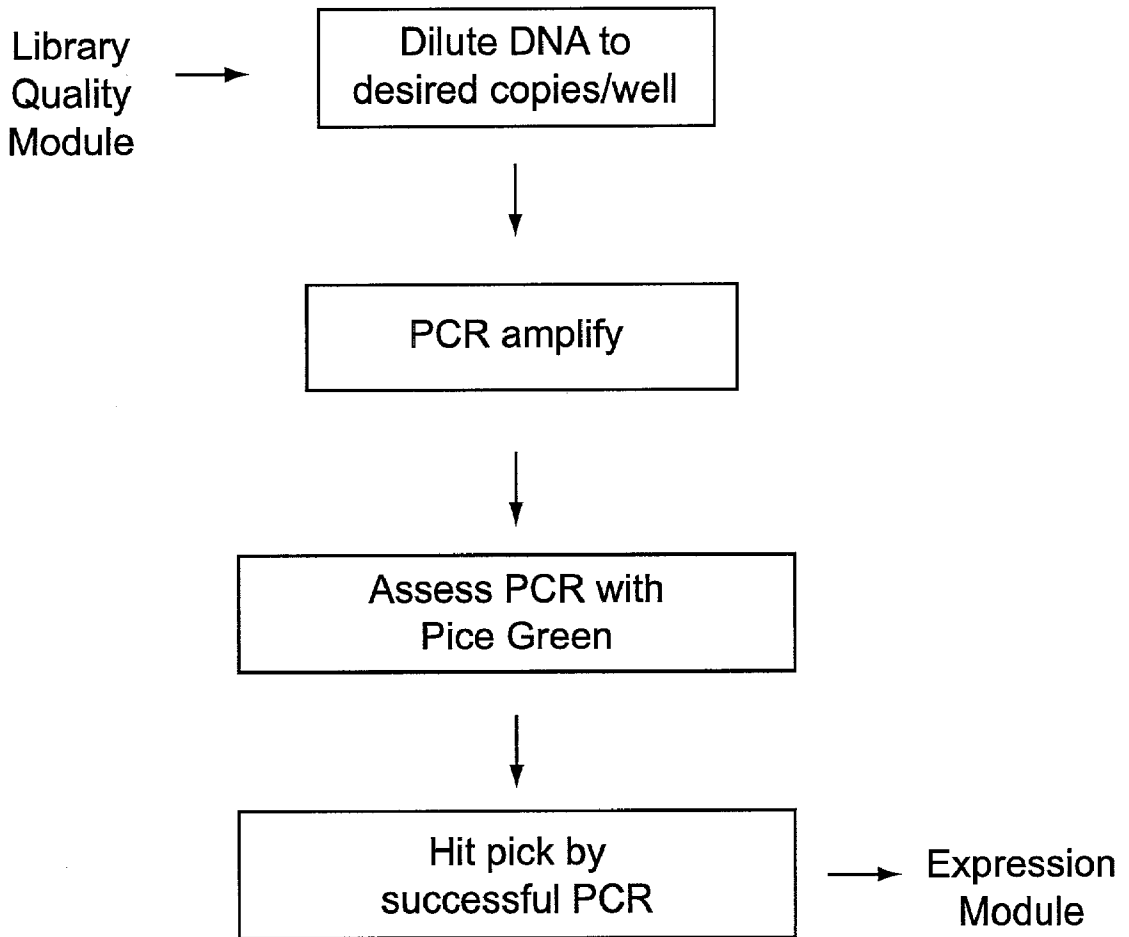 Library
Quality
Module
Dilute DNA to
desired copies/well
PCR amplify
Assess PCR with
Pice Green
Hit pick by
successful PCR
Expression
Module